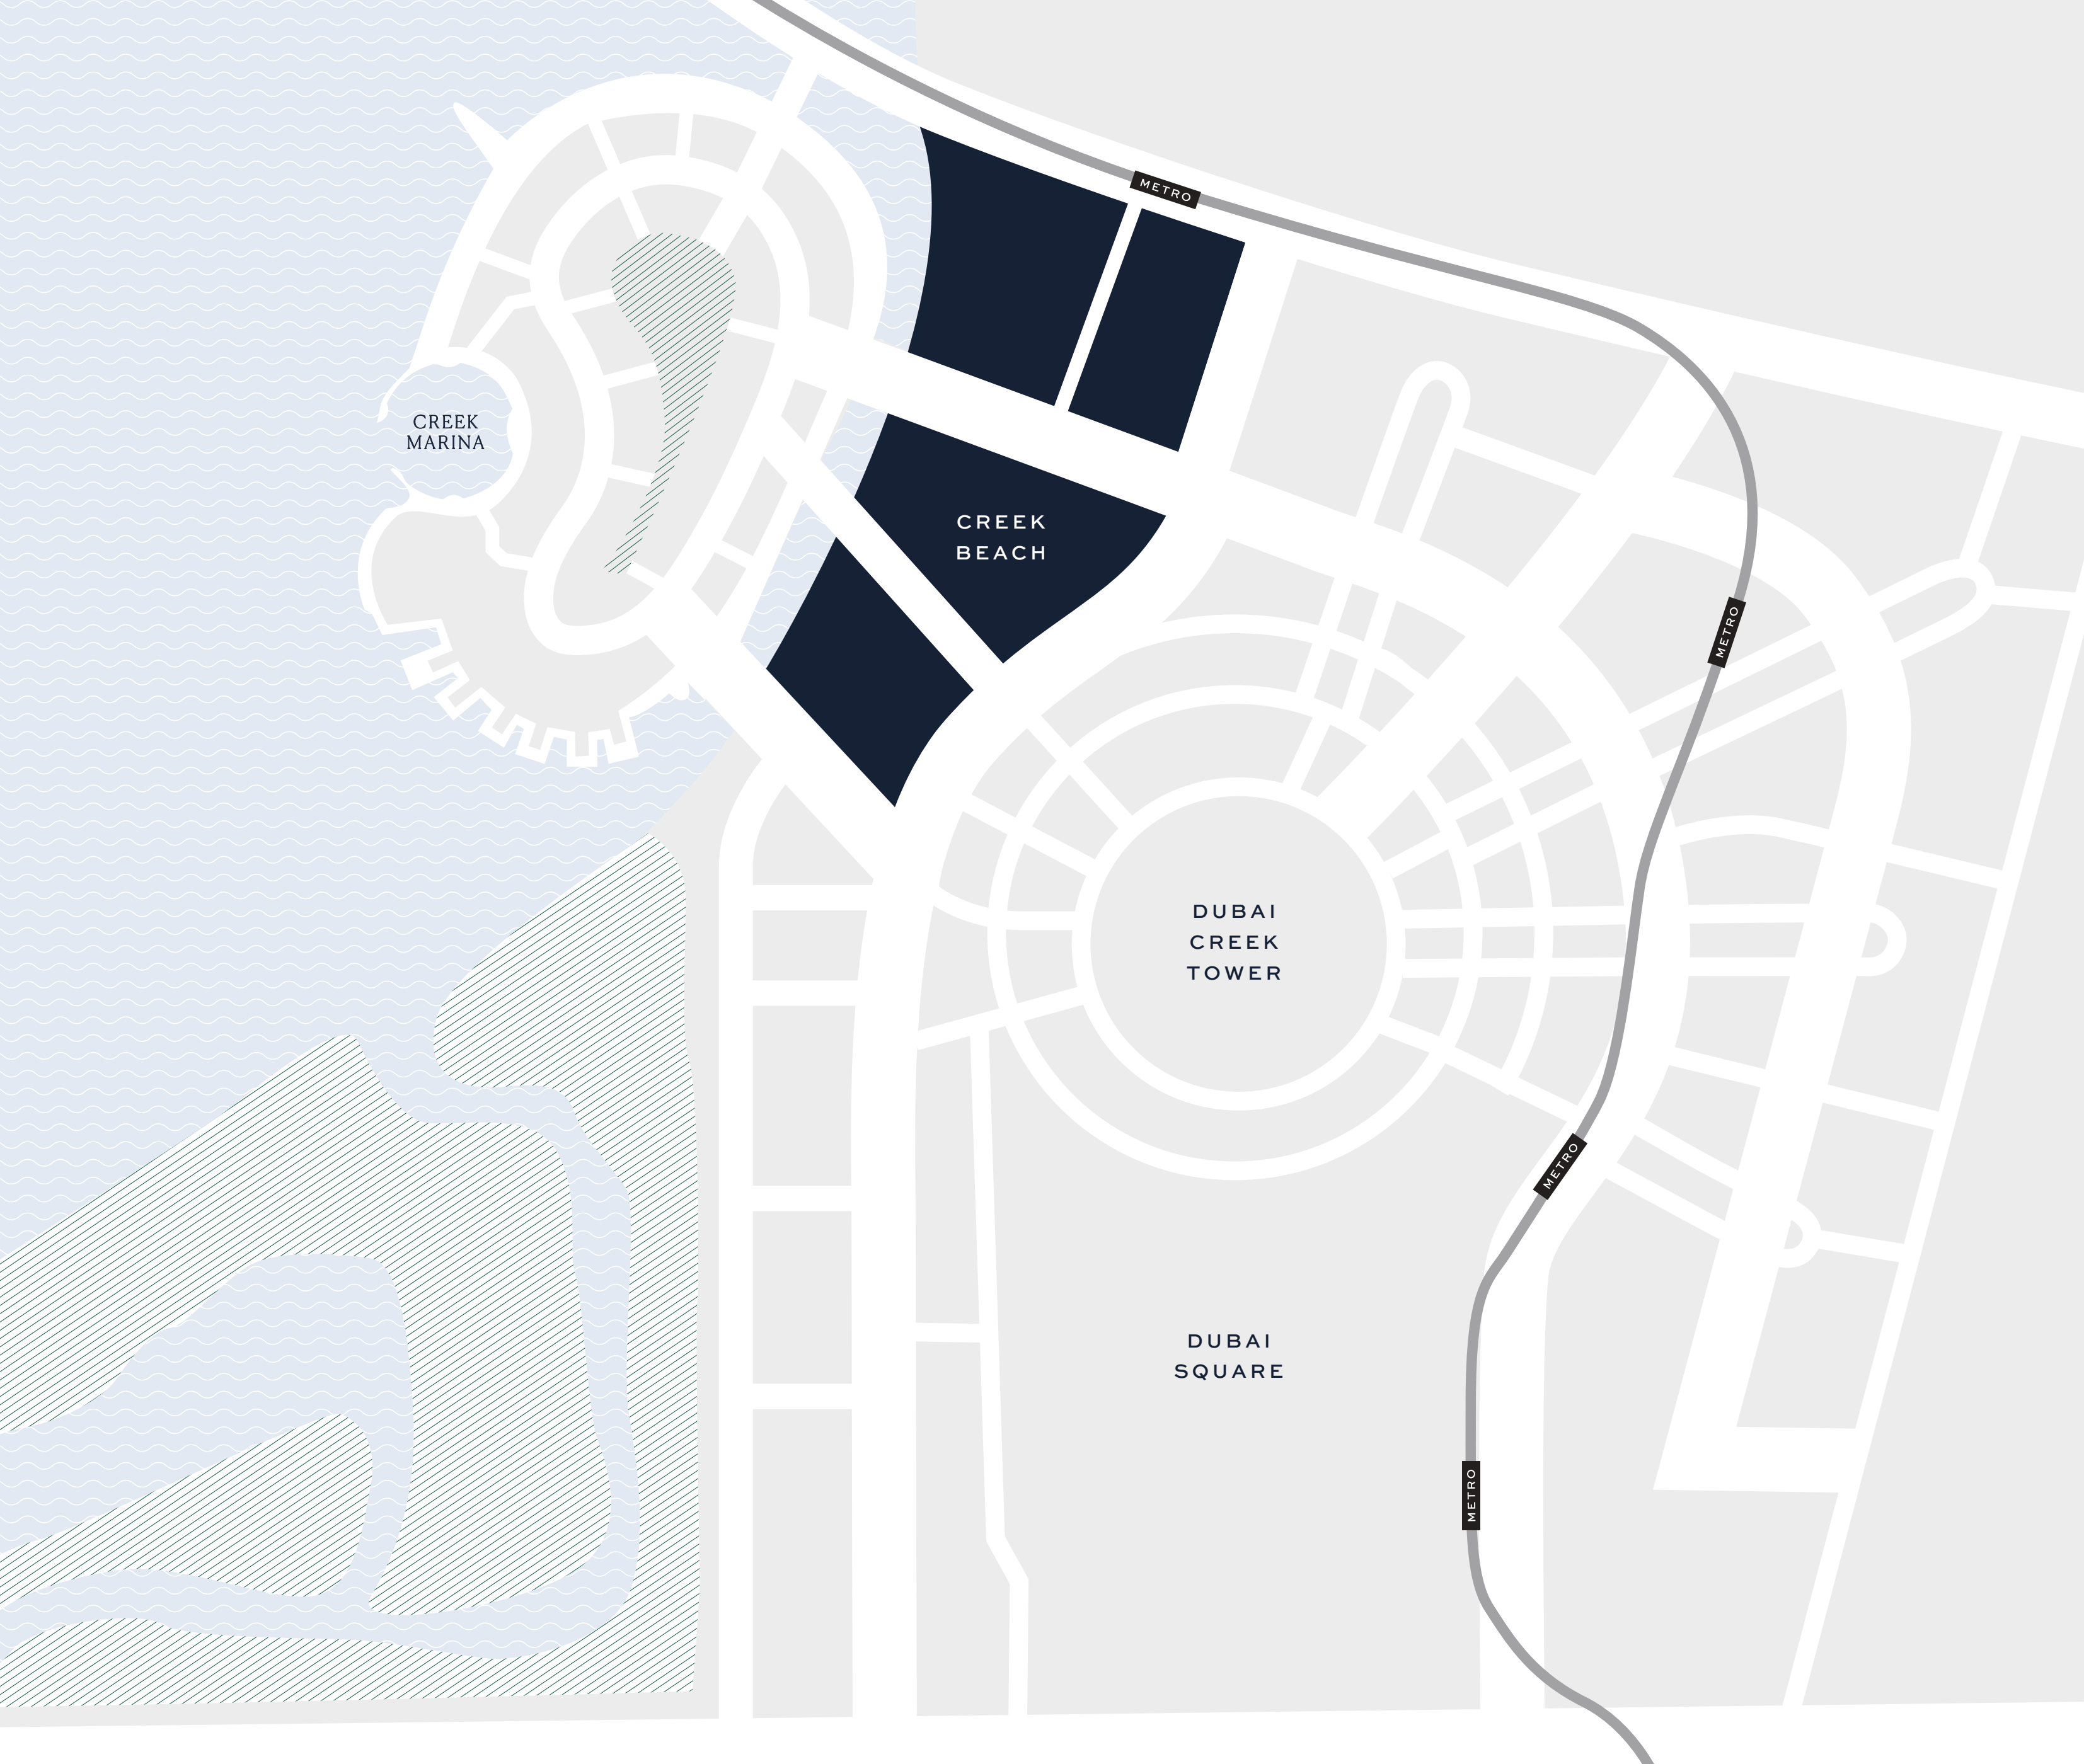 METRO
CREEK
MARINA
CREEK
BEACH
METRO
DUBAI
CREEK
TOWER
METRO
DUBAI
SQUARE
METRO